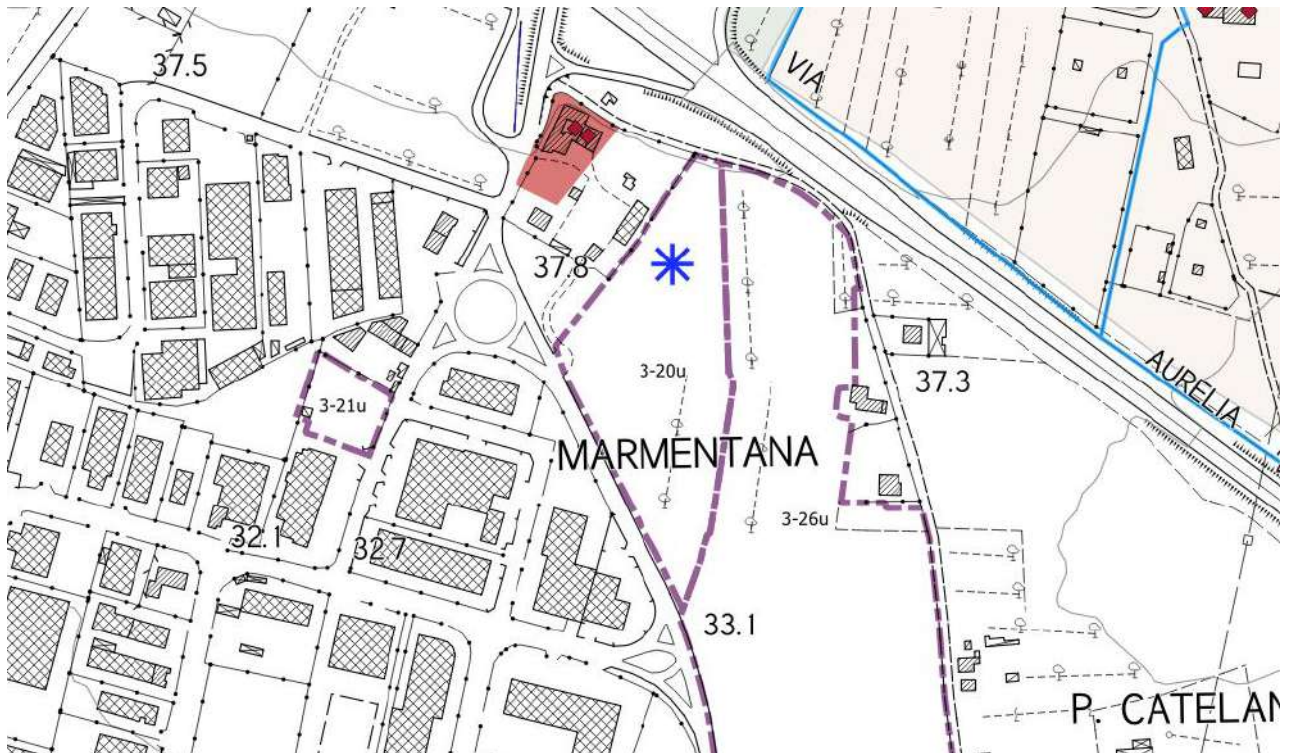 37.5
VIA
37.8
3-20u
37.3
AURELIA
3-21u
MARMENTANA
3-26u
32.1
32.7
33.1
P. CATELAN